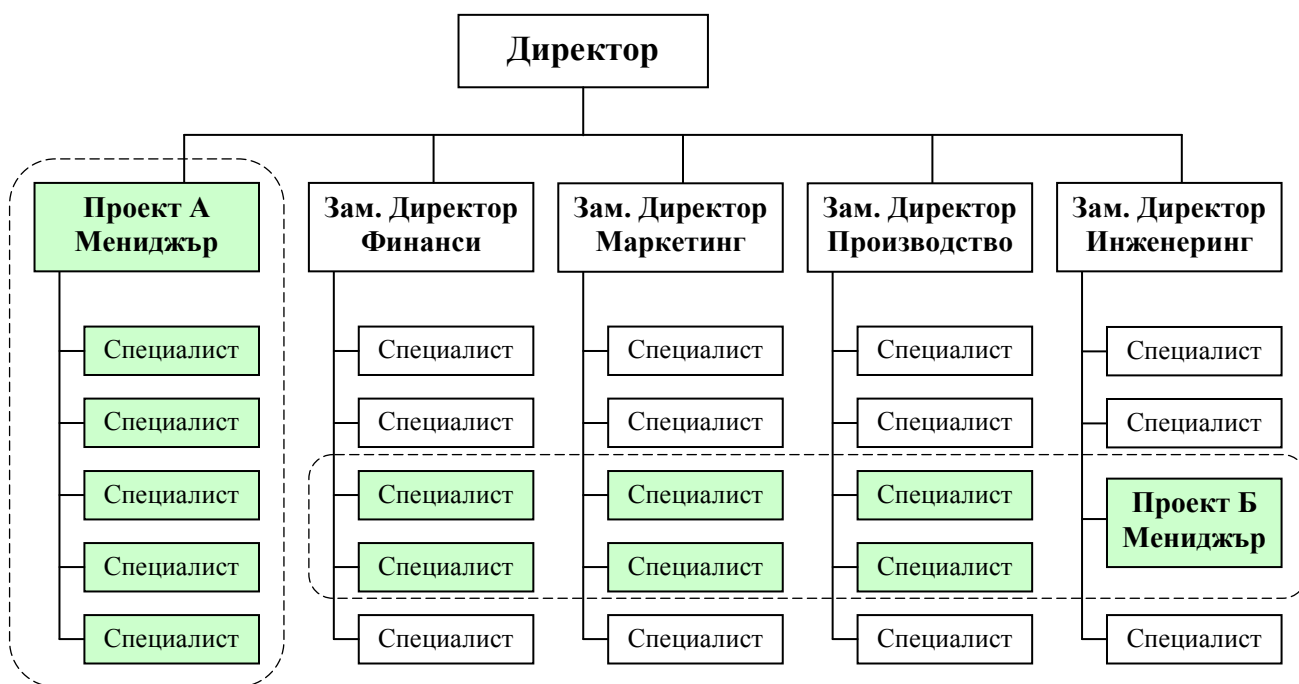 Директор
Проект А
Мениджър
Зам. Директор
Финанси
Зам. Директор
Маркетинг
Зам. Директор
Производство
Зам. Директор
Инженеринг
Специалист
Специалист
Специалист
Специалист
Специалист
Специалист
Специалист
Специалист
Специалист
Специалист
Специалист
Специалист
Специалист
Специалист
Проект Б
Мениджър
Специалист
Специалист
Специалист
Специалист
Специалист
Специалист
Специалист
Специалист
Специалист